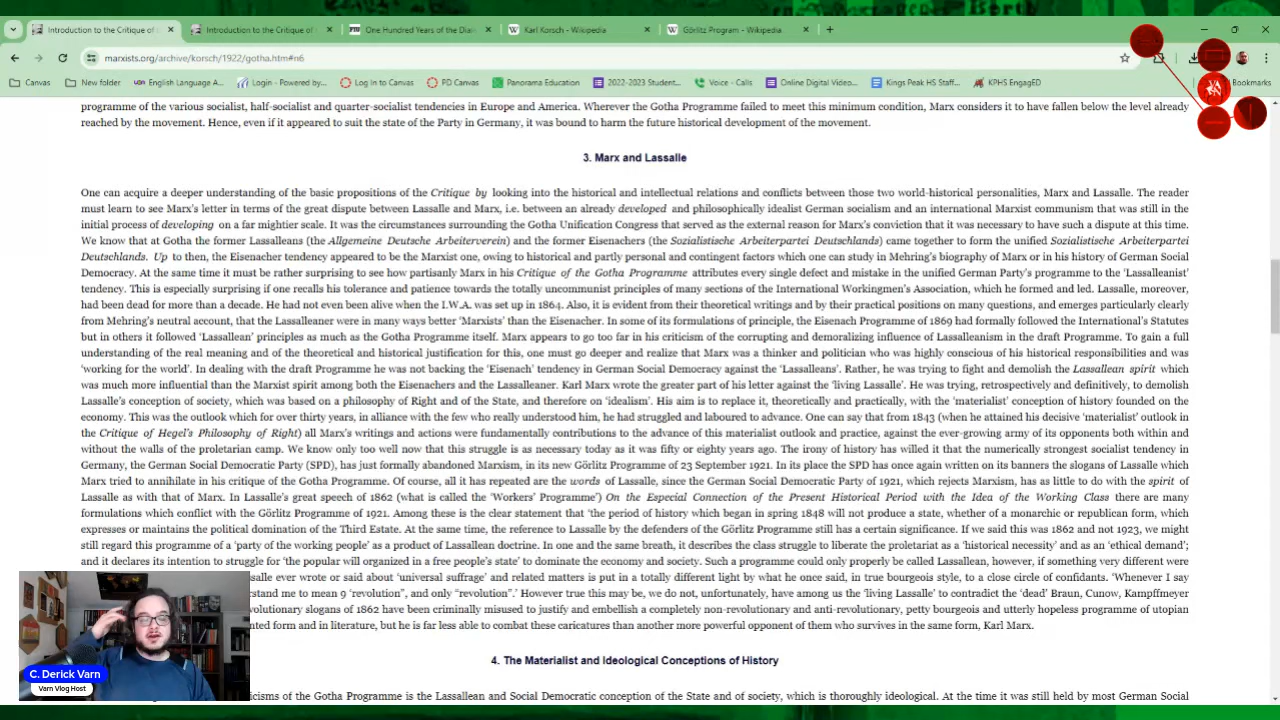 Introduction to the Critique of
Introduction to the Critique of
One Hundred Years of the Dia
Karl Korsch - Wikipedia
Görlitz Program - Wikipedia
marxists.org/archive/korsch/1922/gotha.htm#n6
Canvas
New folder
English Language A...
Login - Powered by...
Log In to Canvas
PD Canvas
Panorama Education
2022-2023 Student...
Voice - Calls
Online Digital Video...
Kings Peak HS Staff...
KPHS EngagED
Bookmarks
programme of the various socialist, half-socialist and quarter-socialist tendencies in Europe and America. Wherever the Gotha Programme failed to meet this minimum condition, Marx considers it to have fallen below the level already
reached by the movement. Hence, even if it appeared to suit the state of the Party in Germany, it was bound to harm the future historical development of the movement.
3. Marx and Lassalle
One can acquire a deeper understanding of the basic propositions of the Critique by looking into the historical and intellectual relations and conflicts between those two world-historical personalities, Marx and Lassalle. The reader
must learn to see Marx's letter in terms of the great dispute between Lassalle and Marx, i.e. between an already developed and philosophically idealist German socialism and an international Marxist communism that was still in the
initial process of developing on a far mightier scale. It was the circumstances surrounding the Gotha Unification Congress that served as the external reason for Marx's conviction that it was necessary to have such a dispute at this time.
We know that at Gotha the former Lassalleans (the Allgemeine Deutsche Arbeiterverein) and the former Eisenachers (the Sozialistische Arbeiterpartei Deutschlands) came together to form the unified Sozialistische Arbeiterpartei
Deutschlands. Up to then, the Eisenacher tendency appeared to be the Marxist one, owing to historical and partly personal and contingent factors which one can study in Mehring's biography of Marx or in his history of German Social
Democracy. At the same time it must be rather surprising to see how partisanly Marx in his Critique of the Gotha Programme attributes every single defect and mistake in the unified German Party's programme to the 'Lassalleanist'
tendency. This is especially surprising if one recalls his tolerance and patience towards the totally uncommunist principles of many sections of the International Workingmen's Association, which he formed and led. Lassalle, moreover,
had been dead for more than a decade. He had not even been alive when the I.W.A. was set up in 1864. Also, it is evident from their theoretical writings and by their practical positions on many questions, and emerges particularly clearly
from Mehring's neutral account, that the Lassalleaner were in many ways better 'Marxists' than the Eisenacher. In some of its formulations of principle, the Eisenach Programme of 1869 had formally followed the International's Statutes
but in others it followed 'Lassallean' principles as much as the Gotha Programme itself. Marx appears to go too far in his criticism of the corrupting and demoralizing influence of Lassalleanism in the draft Programme. To gain a full
understanding of the real meaning and of the theoretical and historical justification for this, one must go deeper and realize that Marx was a thinker and politician who was highly conscious of his historical responsibilities and was
'working for the world'. In dealing with the draft Programme he was not backing the 'Eisenach' tendency in German Social Democracy against the 'Lassalleans'. Rather, he was trying to fight and demolish the Lassallean spirit which
was much more influential than the Marxist spirit among both the Eisenachers and the Lassalleaner. Karl Marx wrote the greater part of his letter against the 'living Lassalle'. He was trying, retrospectively and definitively, to demolish
Lassalle's conception of society, which was based on a philosophy of Right and of the State, and therefore on 'idealism'. His aim is to replace it, theoretically and practically, with the 'materialist' conception of history founded on the
economy. This was the outlook which for over thirty years, in alliance with the few who really understood him, he had struggled and laboured to advance. One can say that from 1843 (when he attained his decisive 'materialist' outlook in
the Critique of Hegel's Philosophy of Right) all Marx's writings and actions were fundamentally contributions to the advance of this materialist outlook and practice, against the ever-growing army of its opponents both within and
without the walls of the proletarian camp. We know only too well now that this struggle is as necessary today as it was fifty or eighty years ago. The irony of history has willed it that the numerically strongest socialist tendency in
Germany, the German Social Democratic Party (SPD), has just formally abandoned Marxism, in its new Görlitz Programme of 23 September 1921. In its place the SPD has once again written on its banners the slogans of Lassalle which
Marx tried to annihilate in his critique of the Gotha Programme. Of course, all it has repeated are the words of Lassalle, since the German Social Democratic Party of 1921, which rejects Marxism, has as little to do with the spirit of
Lassalle as with that of Marx. In Lassalle's great speech of 1862 (what is called the 'Workers' Programme') On the Especial Connection of the Present Historical Period with the Idea of the Working Class there are many
formulations which conflict with the Görlitz Programme of 1921. Among these is the clear statement that 'the period of history which began in spring 1848 will not produce a state, whether of a monarchic or republican form, which
expresses or maintains the political domination of the Third Estate. At the same time, the reference to Lassalle by the defenders of the Görlitz Programme still has a certain significance. If we said this was 1862 and not 1923, we might
still regard this programme of a 'party of the working people' as a product of Lassallean doctrine. In one and the same breath, it describes the class struggle to liberate the proletariat as a 'historical necessity' and as an 'ethical demand';
and it declares its intention to struggle for 'the popular will organized in a free people's state' to dominate the economy and society. Such a programme could only properly be called Lassallean, however, if something very different were
salle ever wrote or said about 'universal suffrage' and related matters is put in a totally different light by what he once said, in true bourgeois style, to a close circle of confidants. 'Whenever I say
stand me to mean 9 "revolution", and only "revolution".' However true this may be, we do not, unfortunately, have among us the 'living Lassalle' to contradict the 'dead' Braun, Cunow, Kampffmeyer
volutionary slogans of 1862 have been criminally misused to justify and embellish a completely non-revolutionary and anti-revolutionary, petty bourgeois and utterly hopeless programme of utopian
nted form and in literature, but he is far less able to combat these caricatures than another more powerful opponent of them who survives in the same form, Karl Marx.
4. The Materialist and Ideological Conceptions of History
icisms of the Gotha Programme is the Lassallean and Social Democratic conception of the State and of society, which is thoroughly ideological. At the time it was still held by most German Social
C. Derick Varn
Varn Vlog Host